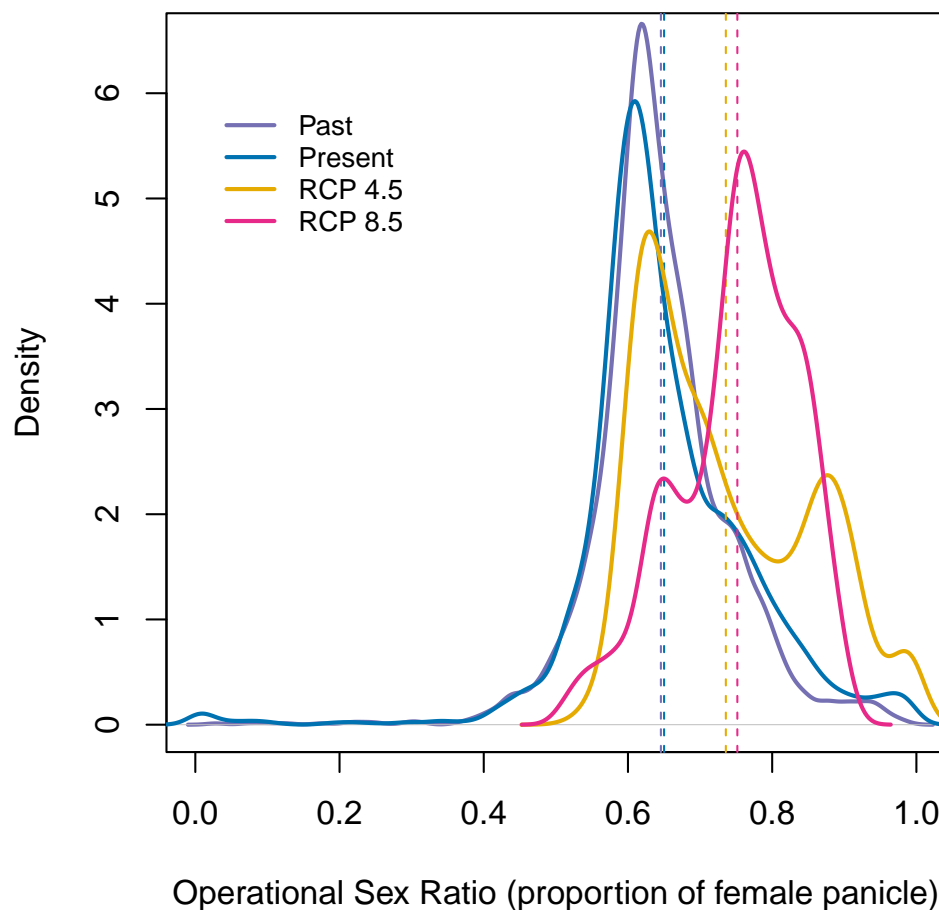 Past
Present
RCP 4.5
RCP 8.5
Density
0
1
2
3
4
5
6
0.0
0.2
0.4
0.6
0.8
1.0
Operational Sex Ratio (proportion of female panicle)